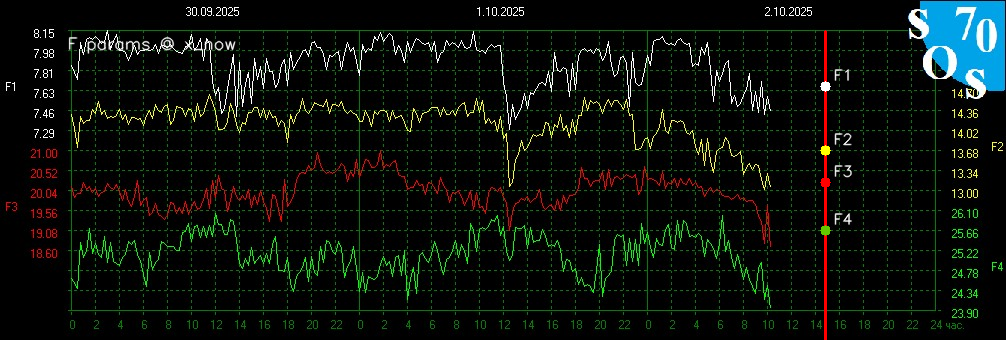 30.09.2025 1.10.2025 2.10.2025
SOS 70
F params @ x:now
8.15
7.98
7.81
F1 7.63
7.46
7.29
F1
F2
F3
F4
21.00
20.52
20.04
F3 19.56
19.08
18.60
14.70
14.36
14.02
13.68 F2
13.34
13.00
26.10
25.66
25.22
24.78 F4
24.34
23.90
0 2 4 6 8 10 12 14 16 18 20 22 0 2 4 6 8 10 12 14 16 18 20 22 0 2 4 6 8 10 12 14 16 18 20 22 24 час.